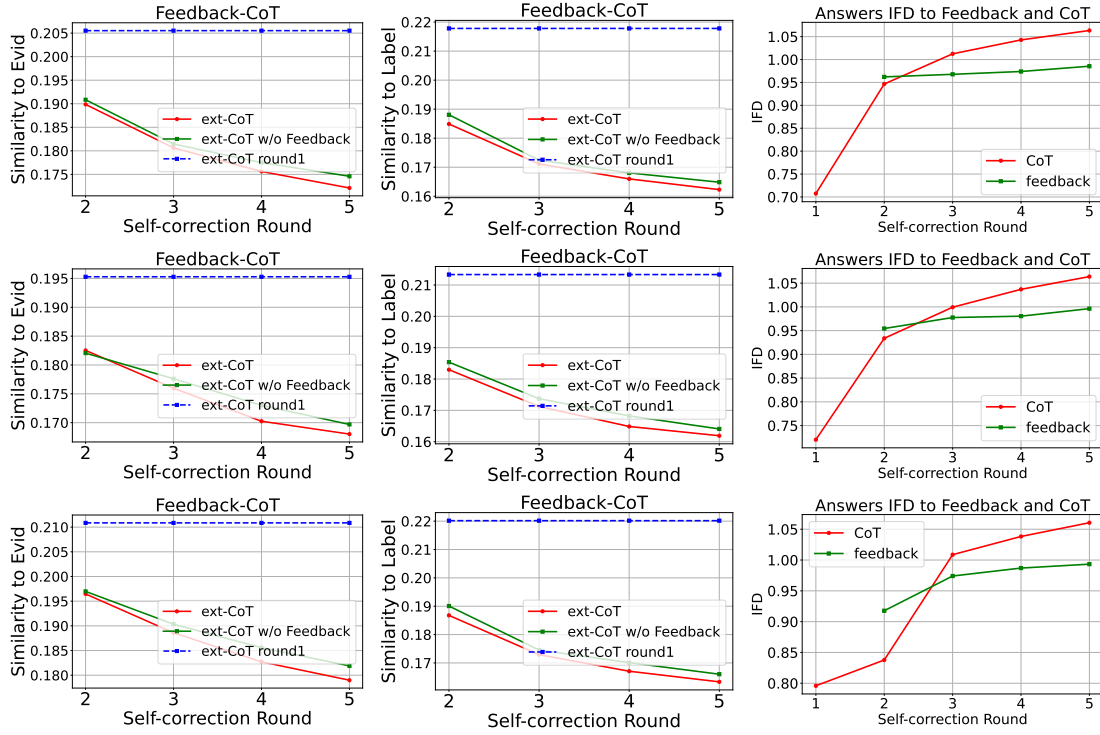 Feedback-CoT
Similarity to Evid
0.205
0.200
0.195
0.190
0.185
0.180
0.175
ext-CoT
ext-CoT w/o Feedback
ext-CoT round1
2 3 4 5
Self-correction Round
Feedback-CoT
Similarity to Label
0.22
0.21
0.20
0.19
0.18
0.17
0.16
ext-CoT
ext-CoT w/o Feedback
ext-CoT round1
2 3 4 5
Self-correction Round
Answers IFD to Feedback and CoT
IFD
1.05
1.00
0.95
0.90
0.85
0.80
0.75
0.70
CoT
feedback
1 2 3 4 5
Self-correction Round
Feedback-CoT
Similarity to Evid
0.195
0.190
0.185
0.180
0.175
0.170
ext-CoT
ext-CoT w/o Feedback
ext-CoT round1
2 3 4 5
Self-correction Round
Feedback-CoT
Similarity to Label
0.21
0.20
0.19
0.18
0.17
0.16
ext-CoT
ext-CoT w/o Feedback
ext-CoT round1
2 3 4 5
Self-correction Round
Answers IFD to Feedback and CoT
IFD
1.05
1.00
0.95
0.90
0.85
0.80
0.75
CoT
feedback
1 2 3 4 5
Self-correction Round
Feedback-CoT
Similarity to Evid
0.210
0.205
0.200
0.195
0.190
0.185
0.180
ext-CoT
ext-CoT w/o Feedback
ext-CoT round1
2 3 4 5
Self-correction Round
Feedback-CoT
Similarity to Label
0.22
0.21
0.20
0.19
0.18
0.17
ext-CoT
ext-CoT w/o Feedback
ext-CoT round1
2 3 4 5
Self-correction Round
Answers IFD to Feedback and CoT
IFD
1.05
1.00
0.95
0.90
0.85
0.80
CoT
feedback
1 2 3 4 5
Self-correction Round